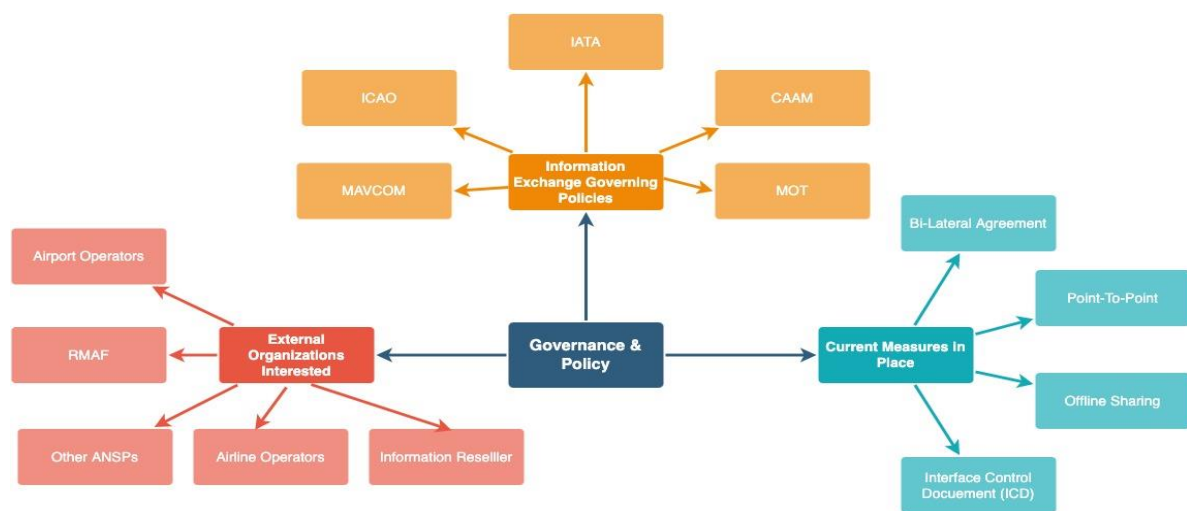 IATA
ICAO
CAAM
Information
Exchange Governing
Policies
MAVCOM
MOT
Bi-Lateral Agreement
Airport Operators
Point-To-Point
External
Organizations
Interested
RMAF
Governance &
Policy
Current Measures in
Place
Offline Sharing
Other ANSPs
Airline Operators
Information Reselller
Interface Control
Docuement (ICD)